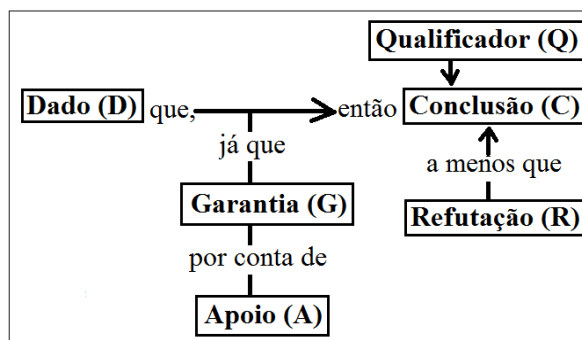 Qualificador (Q)
Dado (D) que, então Conclusão (C)
já que
a menos que
Garantia (G)
Refutação (R)
por conta de
Apoio (A)